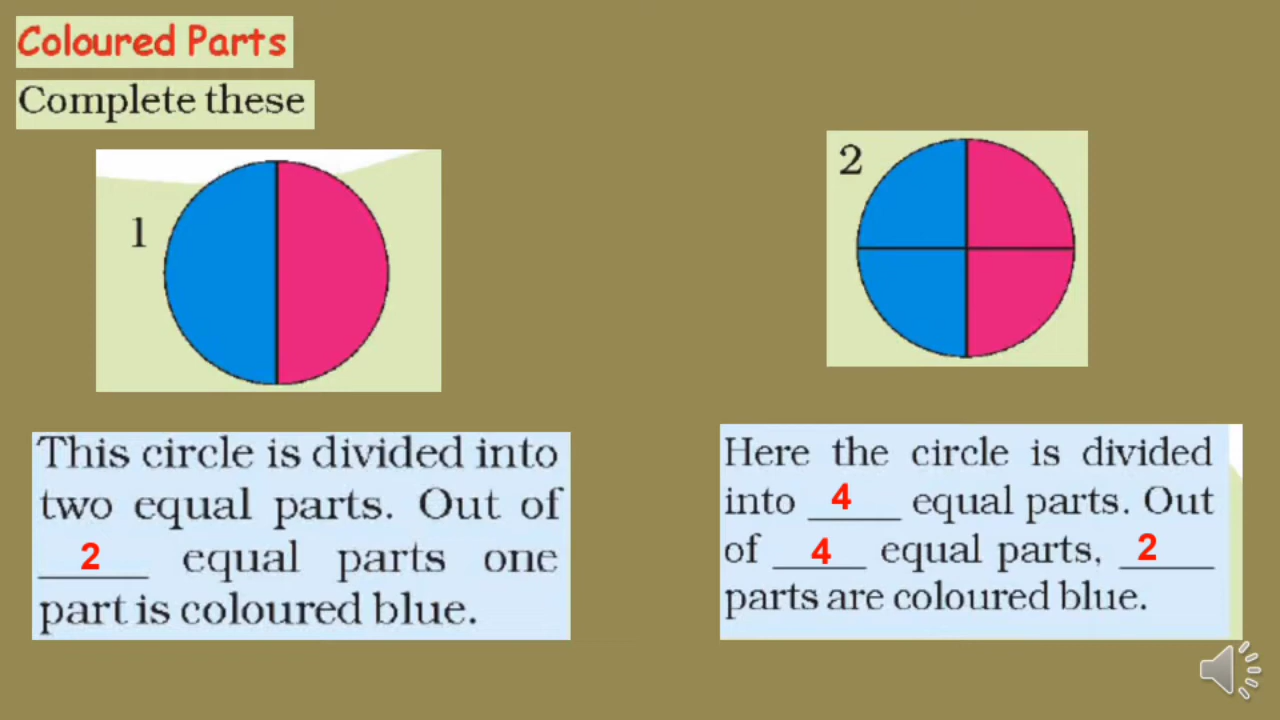 Coloured Parts
Complete these
1
2
This circle is divided into
two equal parts. Out of
2 equal parts one
part is coloured blue.
Here the circle is divided
into 4 equal parts. Out
of 4 equal parts, 2
parts are coloured blue.